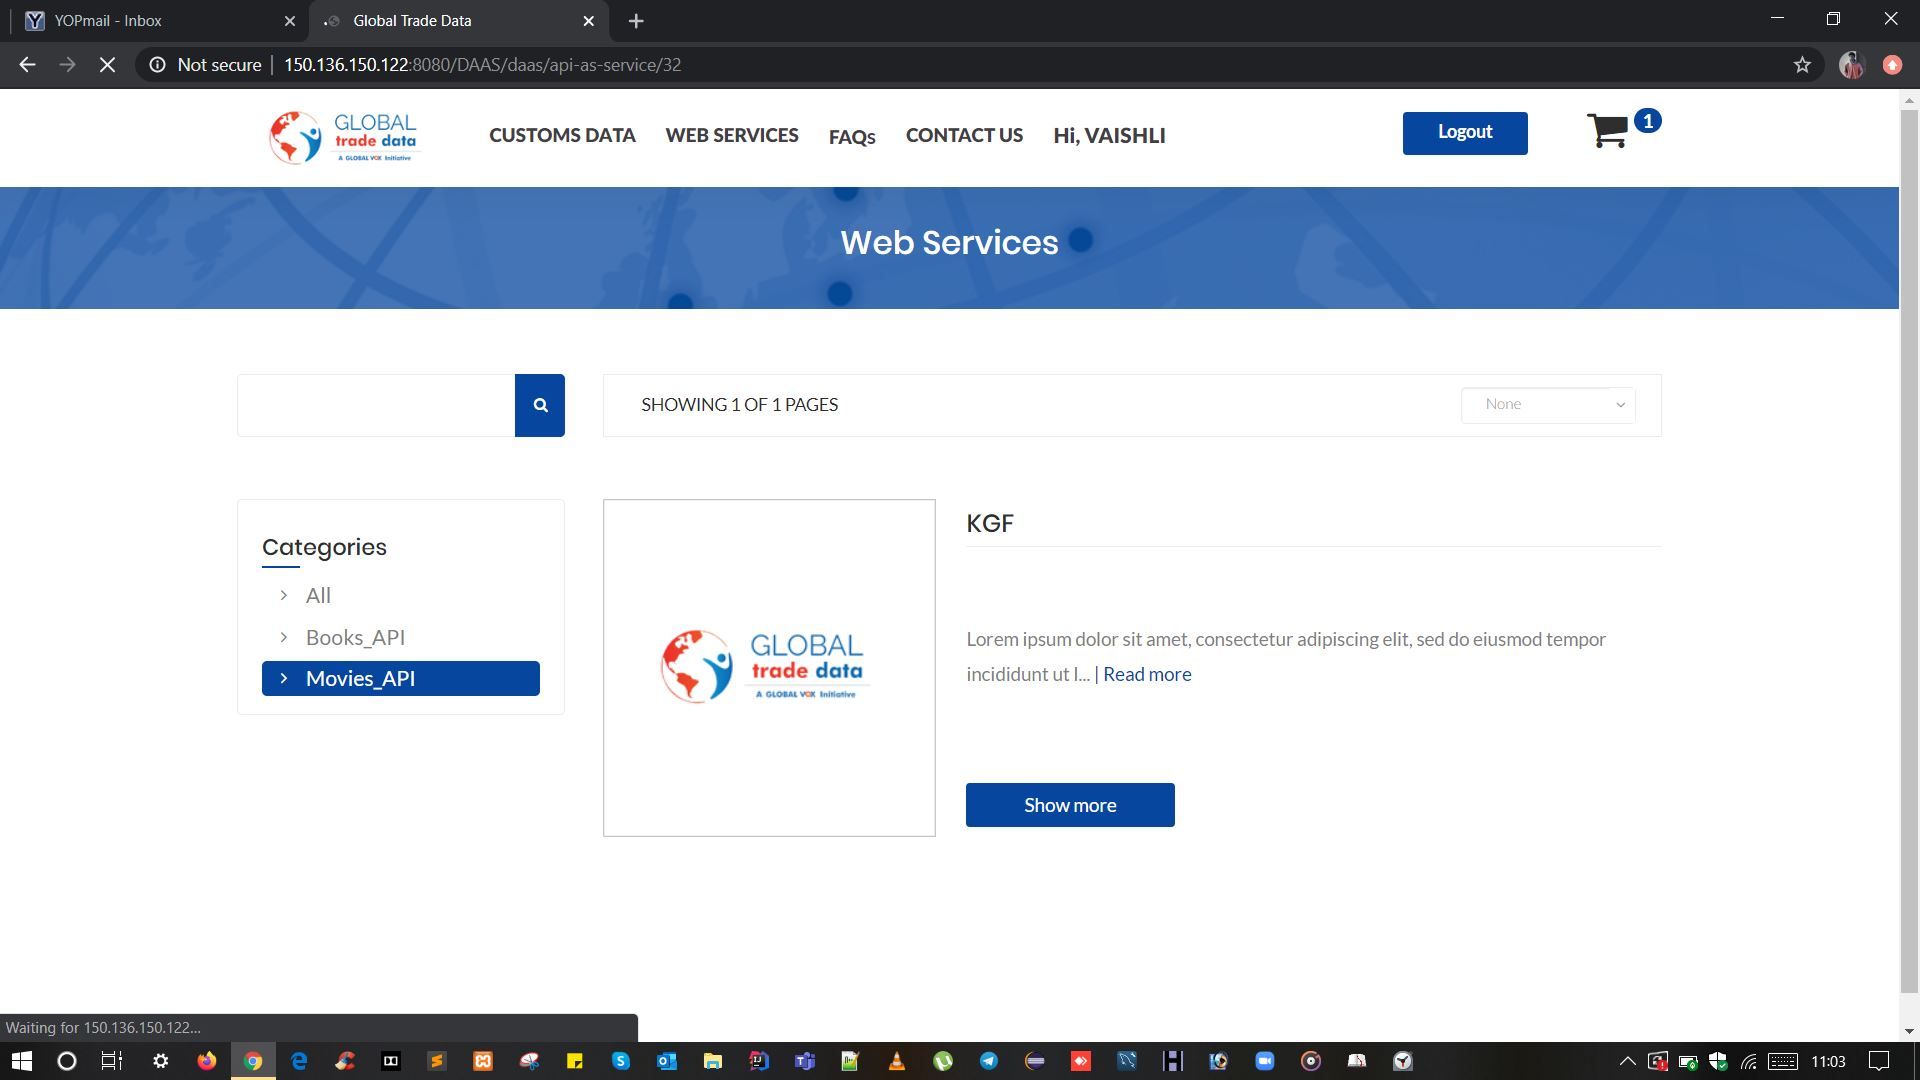 YOPmail - Inbox
Global Trade Data
Not secure | 150.136.150.122:8080/DAAS/daas/api-as-service/32
GLOBAL
trade data
A GLOBAL VOX Initiative
CUSTOMS DATA WEB SERVICES FAQs CONTACT US Hi, VAISHLI
Logout
1
Web Services
SHOWING 1 OF 1 PAGES
None
Categories
All
Books_API
Movies_API
GLOBAL
trade data
A GLOBAL VOX Initiative
KGF
Lorem ipsum dolor sit amet, consectetur adipiscing elit, sed do eiusmod tempor
incididunt ut l... | Read more
Show more
Waiting for 150.136.150.122...
11:03